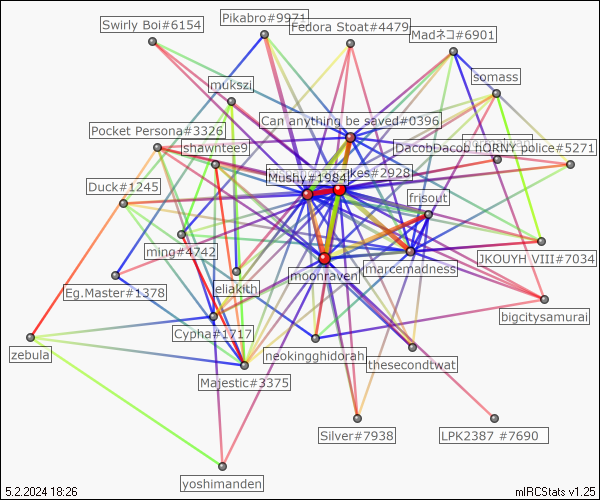 Swirly Boi#6154
Pikabro#9971
Fedora Stoat#4479
Madネコ#6901
somass
mukszi
Can anything be saved#0396
Pocket Persona#3326
shawntee9
DacobDacob
hORNY police#5271
Mushy#1984
kes#2928
Duck#1245
frisout
ming#4742
JKOUYH VIII#7034
moonraven
marcemadness
Eg.Master#1378
eliakith
bigcitysamurai
Cypha#1717
zebula
neokingghidorah
thesecondtwat
Majestic#3375
Silver#7938
LPK2387 #7690
yoshimanden
5.2.2024 18:26
mIRCStats v1.25